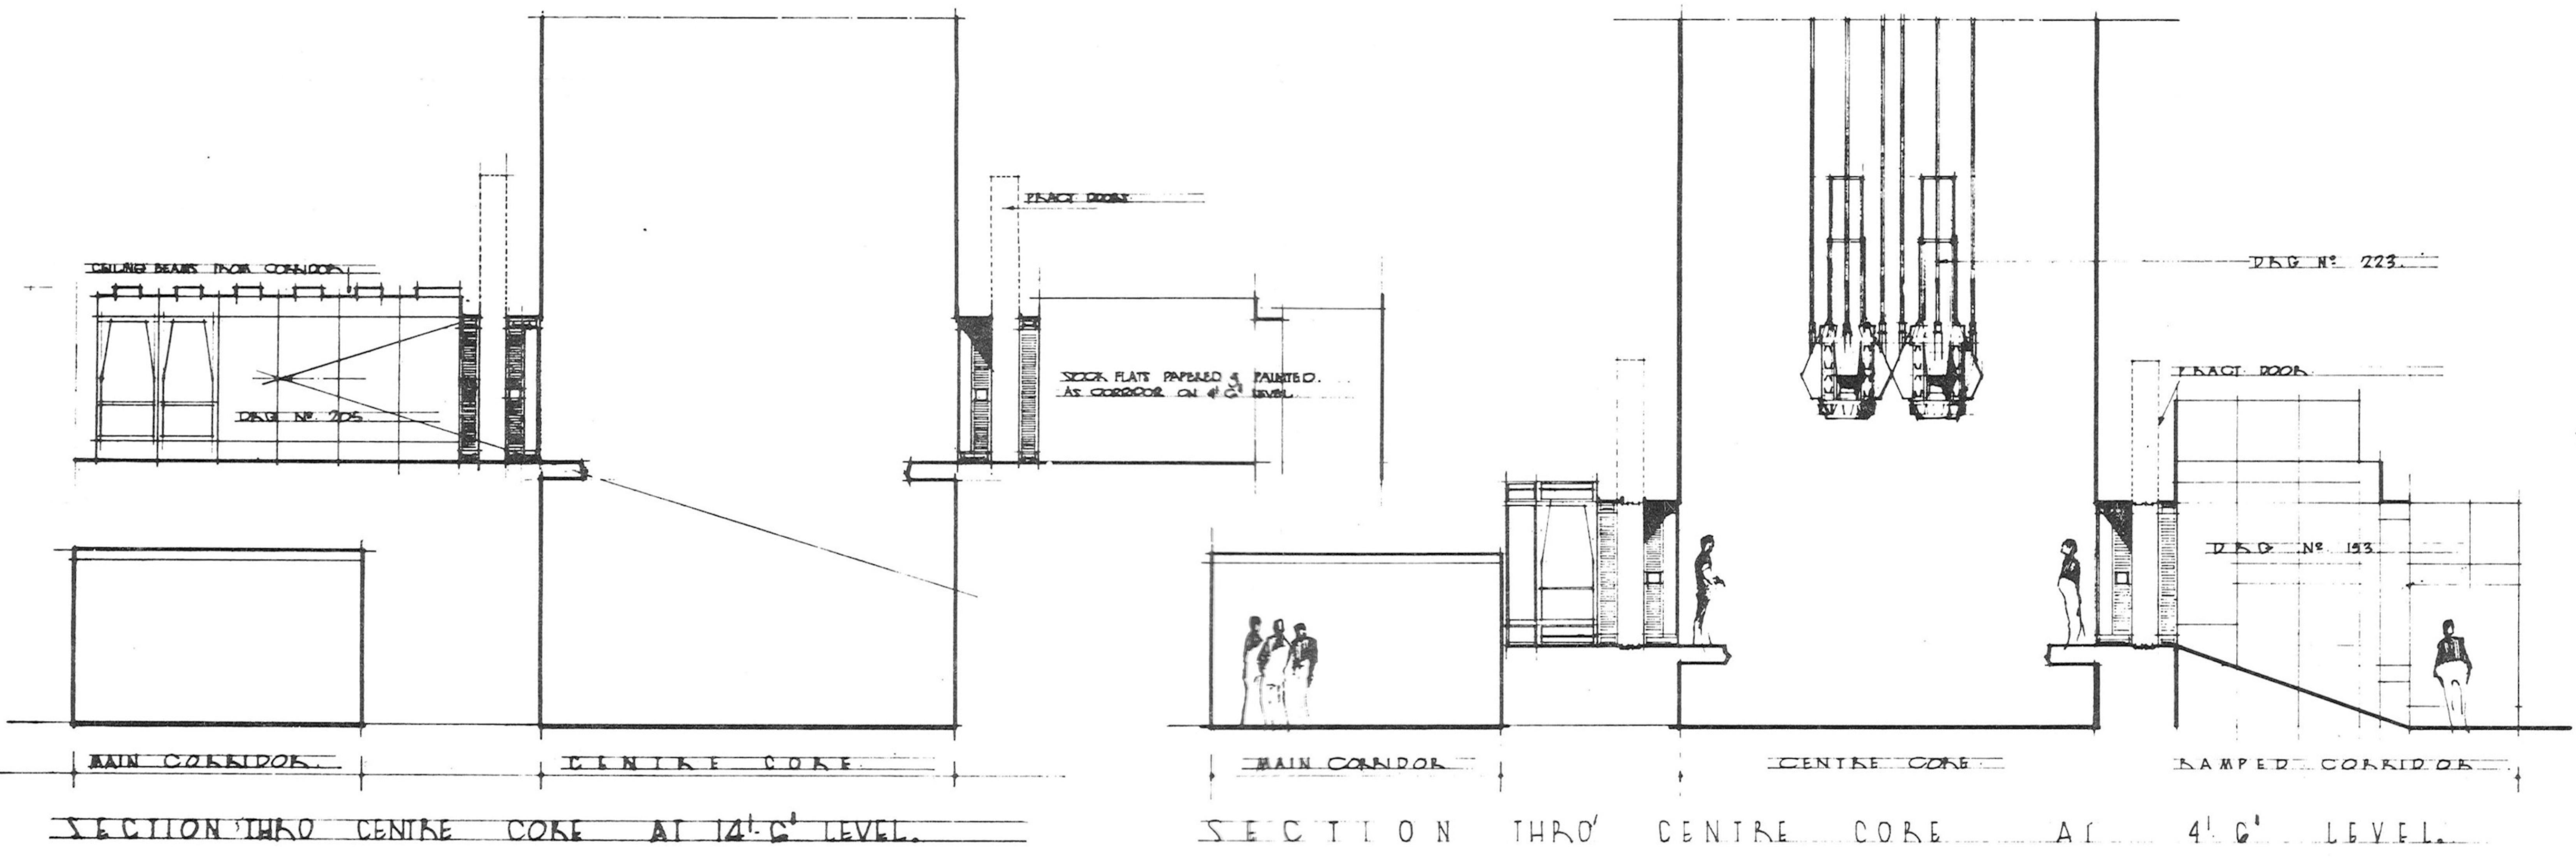 CEILING BEAMS FROM CORRIDOR
PRACT DOORS
DRG Nº 205
STOCK FLATS PAPERED & PAINTED.
AS CORRIDOR ON 4' 6" LEVEL
MAIN CORRIDOR.
CENTRE CORE
SECTION THRO CENTRE CORE AT 14'-6" LEVEL.
DRG Nº 223.
PRACT DOOR
DRG Nº 193
MAIN CORRIDOR
CENTRE CORE
RAMPED CORRIDOR
SECTION THRO' CENTRE CORE AT 4' 6" LEVEL.